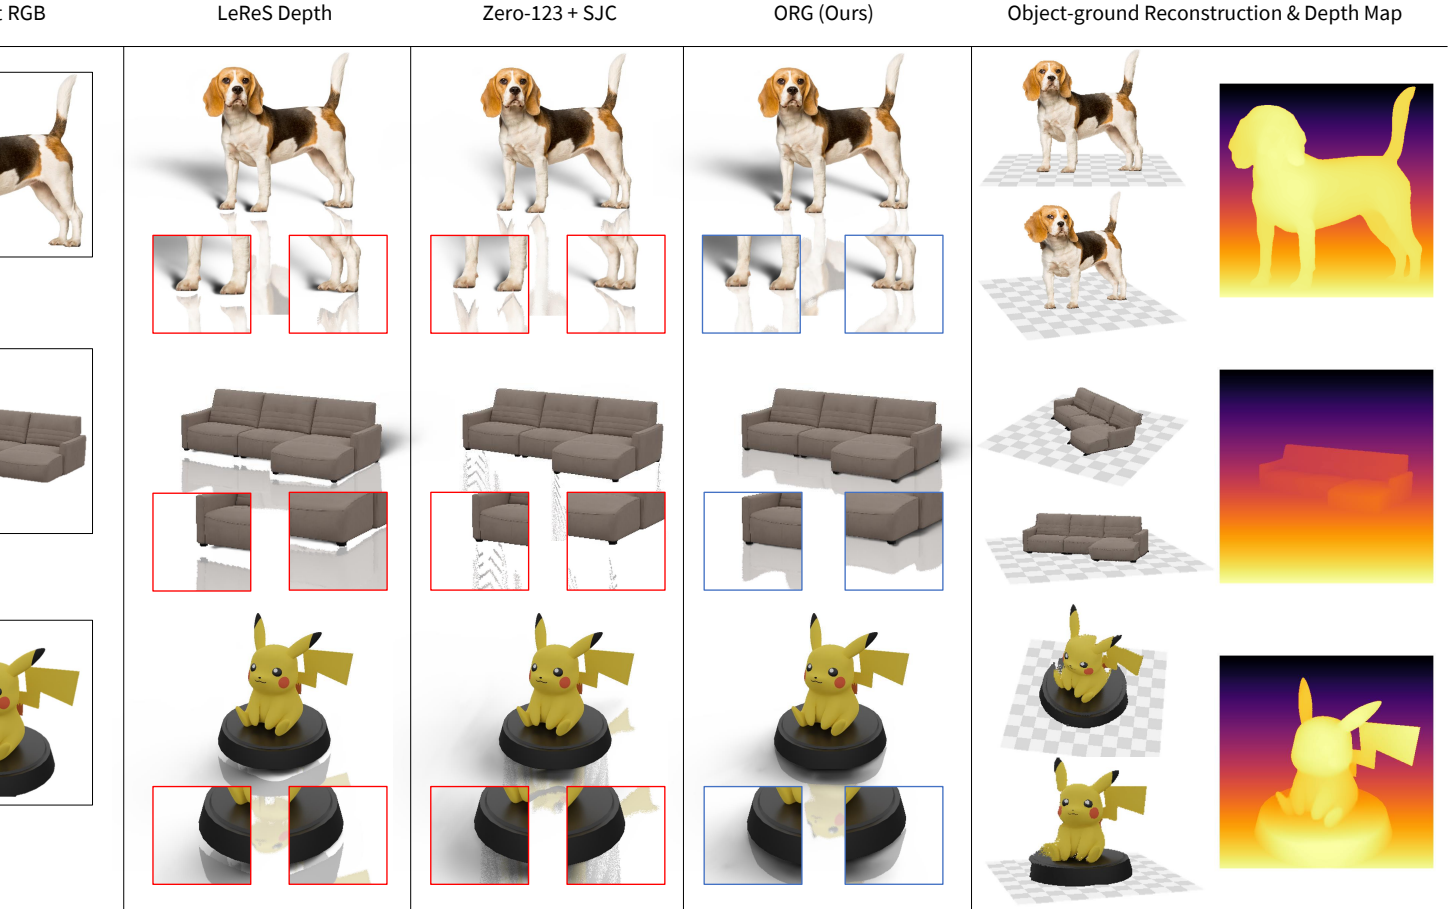 t RGB
LeReS Depth
Zero-123 + SJC
ORG (Ours)
Object-ground Reconstruction & Depth Map